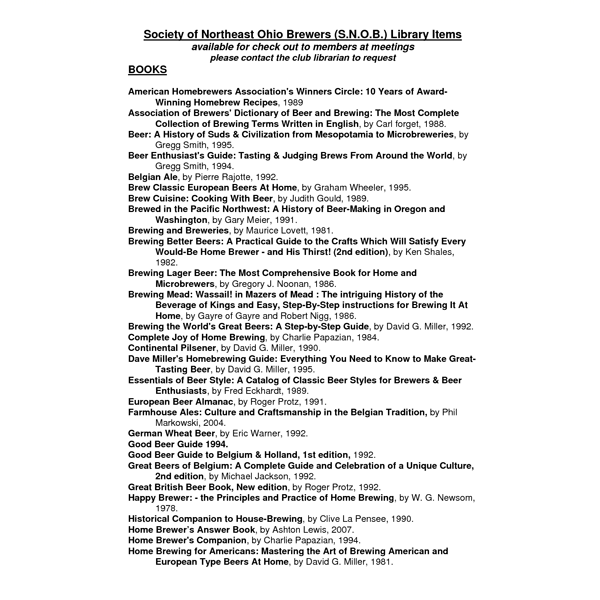 Society of Northeast Ohio Brewers (S.N.O.B.) Library Items
available for check out to members at meetings
please contact the club librarian to request
BOOKS
American Homebrewers Association's Winners Circle: 10 Years of Award-
Winning Homebrew Recipes, 1989
Association of Brewers' Dictionary of Beer and Brewing: The Most Complete
Collection of Brewing Terms Written in English, by Carl forget, 1988.
Beer: A History of Suds & Civilization from Mesopotamia to Microbreweries, by
Gregg Smith, 1995.
Beer Enthusiast's Guide: Tasting & Judging Brews From Around the World, by
Gregg Smith, 1994.
Belgian Ale, by Pierre Rajotte, 1992.
Brew Classic European Beers At Home, by Graham Wheeler, 1995.
Brew Cuisine: Cooking With Beer, by Judith Gould, 1989.
Brewed in the Pacific Northwest: A History of Beer-Making in Oregon and
Washington, by Gary Meier, 1991.
Brewing and Breweries, by Maurice Lovett, 1981.
Brewing Better Beers: A Practical Guide to the Crafts Which Will Satisfy Every
Would-Be Home Brewer - and His Thirst! (2nd edition), by Ken Shales,
1982.
Brewing Lager Beer: The Most Comprehensive Book for Home and
Microbrewers, by Gregory J. Noonan, 1986.
Brewing Mead: Wassail! in Mazers of Mead : The intriguing History of the
Beverage of Kings and Easy, Step-By-Step instructions for Brewing It At
Home, by Gayre of Gayre and Robert Nigg, 1986.
Brewing the World's Great Beers: A Step-by-Step Guide, by David G. Miller, 1992.
Complete Joy of Home Brewing, by Charlie Papazian, 1984.
Continental Pilsener, by David G. Miller, 1990.
Dave Miller's Homebrewing Guide: Everything You Need to Know to Make Great-
Tasting Beer, by David G. Miller, 1995.
Essentials of Beer Style: A Catalog of Classic Beer Styles for Brewers & Beer
Enthusiasts, by Fred Eckhardt, 1989.
European Beer Almanac, by Roger Protz, 1991.
Farmhouse Ales: Culture and Craftsmanship in the Belgian Tradition, by Phil
Markowski, 2004.
German Wheat Beer, by Eric Warner, 1992.
Good Beer Guide 1994.
Good Beer Guide to Belgium & Holland, 1st edition, 1992.
Great Beers of Belgium: A Complete Guide and Celebration of a Unique Culture,
2nd edition, by Michael Jackson, 1992.
Great British Beer Book, New edition, by Roger Protz, 1992.
Happy Brewer: - the Principles and Practice of Home Brewing, by W. G. Newsom,
1978.
Historical Companion to House-Brewing, by Clive La Pensee, 1990.
Home Brewer's Answer Book, by Ashton Lewis, 2007.
Home Brewer's Companion, by Charlie Papazian, 1994.
Home Brewing for Americans: Mastering the Art of Brewing American and
European Type Beers At Home, by David G. Miller, 1981.